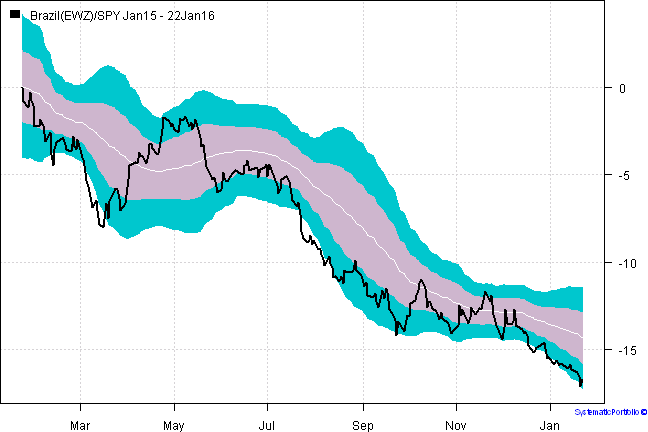 Brazil(EWZ)/SPY Jan15 - 22Jan16
0
-5
-10
-15
SystematicPortfolio ©
Mar May Jul Sep Nov Jan